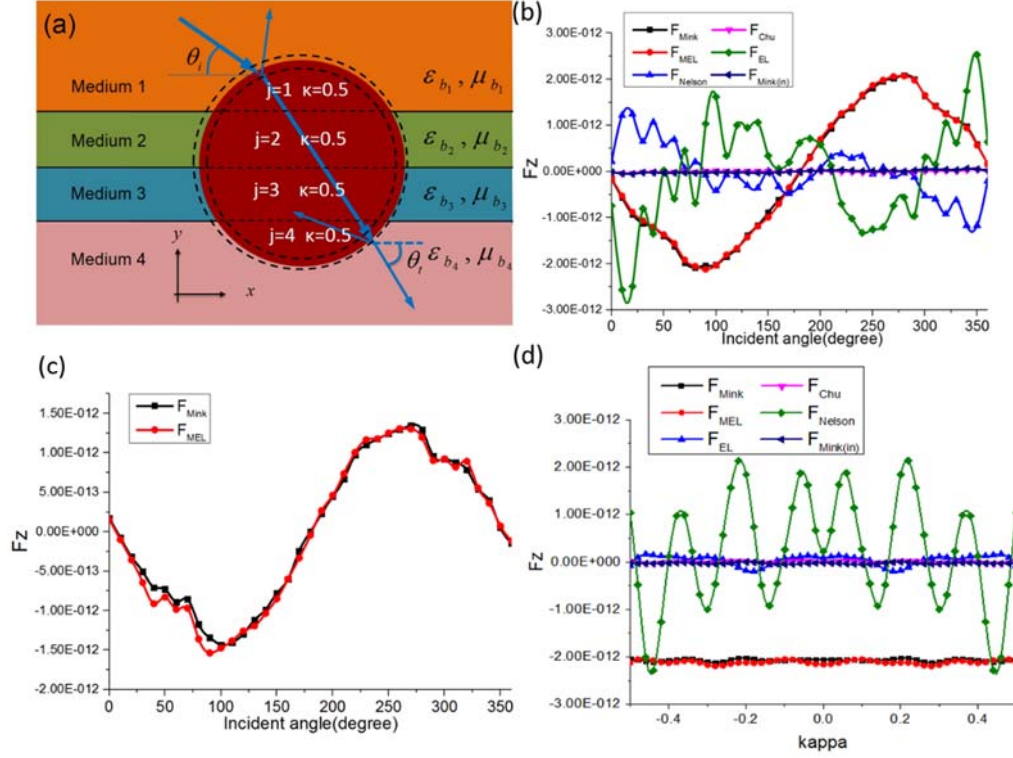 (a)
θi
Medium 1
j=1 κ=0.5
εb1 , μb1
Medium 2
j=2 κ=0.5
εb2 , μb2
Medium 3
j=3 κ=0.5
εb3 , μb3
Medium 4
j=4 κ=0.5
θt εb4 , μb4
y
x
(b)
FMink
FChu
FMEL
FEL
FNelson
FMink(in)
3.00E-012
2.00E-012
1.00E-012
0.00E+000
-1.00E-012
-2.00E-012
-3.00E-012
Fz
0 50 100 150 200 250 300 350
Incident angle(degree)
(c)
FMink
FMEL
1.50E-012
1.00E-012
5.00E-013
0.00E+000
-5.00E-013
-1.00E-012
-1.50E-012
-2.00E-012
Fz
0 50 100 150 200 250 300 350
Incident angle(degree)
(d)
FMink
FChu
FMEL
FNelson
FEL
FMink(in)
3.00E-012
2.00E-012
1.00E-012
0.00E+000
-1.00E-012
-2.00E-012
-3.00E-012
Fz
-0.4 -0.2 0.0 0.2 0.4
kappa